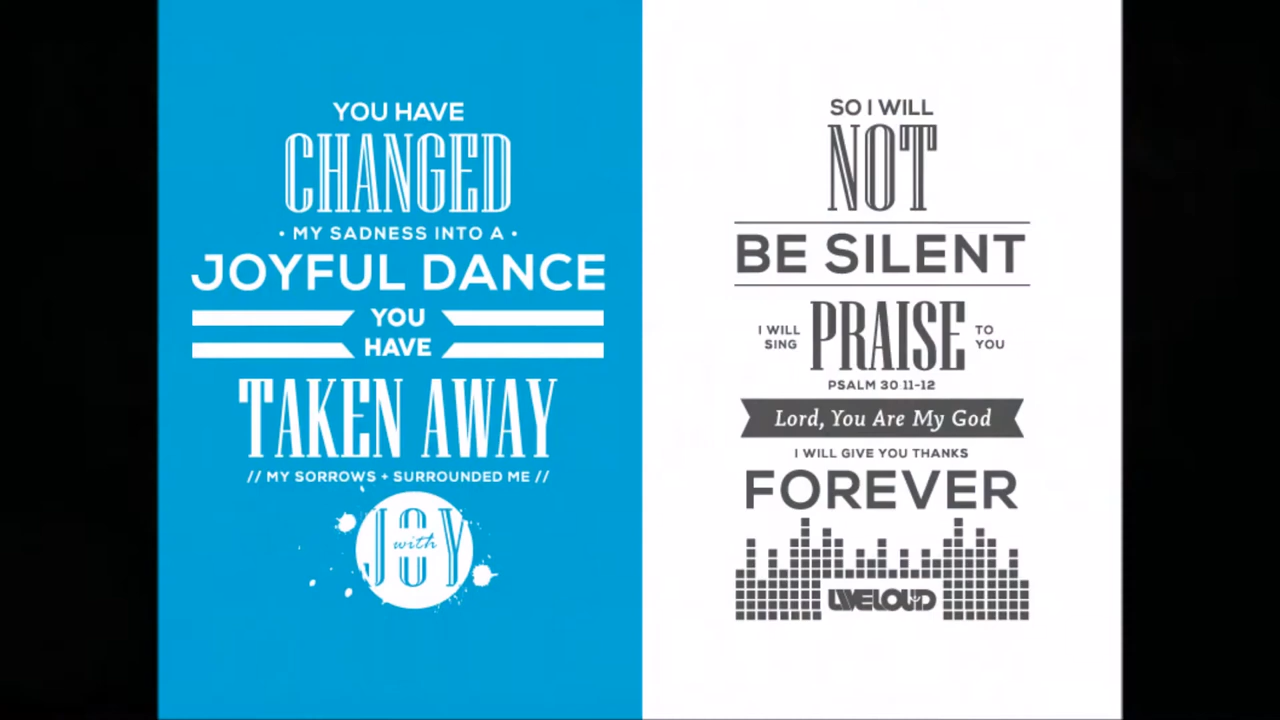 YOU HAVE
CHANGED
• MY SADNESS INTO A •
JOYFUL DANCE
YOU
HAVE
TAKEN AWAY
// MY SORROWS + SURROUNDED ME //
with
JOY
SO I WILL
NOT
BE SILENT
I WILL SING PRAISE TO YOU
PSALM 30 11-12
Lord, You Are My God
I WILL GIVE YOU THANKS
FOREVER
LIVELOUD